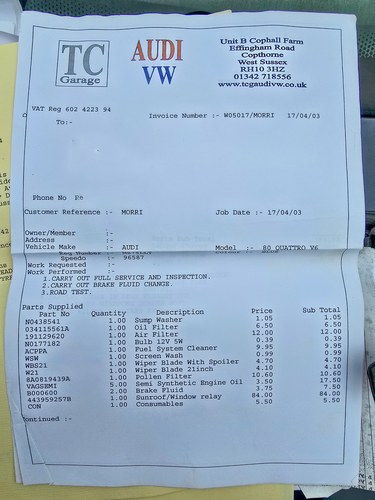 TC
Garage
AUDI
VW
Unit B Cophall Farm
Effingham Road
Copthorne
West Sussex
RH10 3HZ
01342 718556
www.tcgaudivw.co.uk
VAT Reg 602 4223 94
Invoice Number :- W05017/MORRI 17/04/03
To:-
Phone No
Customer Reference :- MORRI Job Date :- 17/04/03
Owner/Member :-
Address :-
Vehicle Make :- AUDI Model :- 80 QUATTRO V6
Speedo :- 96587
Work Requested :-
Work Performed :-
1.CARRY OUT FULL SERVICE AND INSPECTION.
2.CARRY OUT BRAKE FLUID CHANGE.
3.ROAD TEST.
Parts Supplied
Part No Quantity Description Price Sub Total
N0438541 1.00 Sump Washer 1.05 1.05
034115561A 1.00 Oil Filter 6.50 6.50
191129620 1.00 Air Filter 12.00 12.00
N0177182 1.00 Bulb 12V 5W 0.39 0.39
ACPPA 1.00 Fuel System Cleaner 9.95 9.95
WSW 1.00 Screen Wash 0.99 0.99
WBS21 1.00 Wiper Blade With Spoiler 4.70 4.70
W21 1.00 Wiper Blade 21inch 4.10 4.10
8A0819439A 1.00 Pollen Filter 10.60 10.60
VAGSEMI 5.00 Semi Synthetic Engine Oil 3.50 17.50
B000600 2.00 Brake Fluid 3.75 7.50
443959257B 1.00 Sunroof/Window relay 84.00 84.00
CON 1.00 Consumables 5.50 5.50
Continued :-